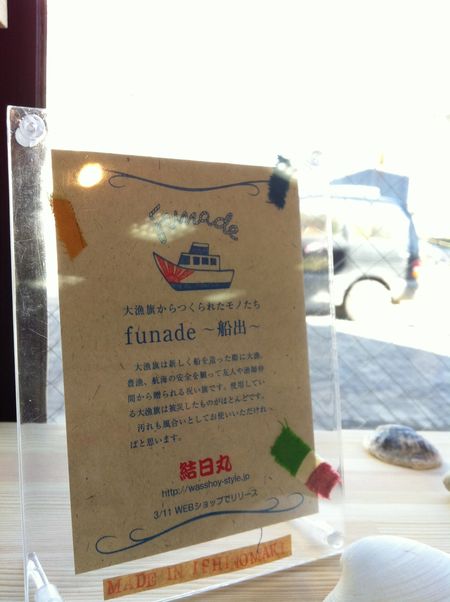 funade
大漁旗からつくられたモノたち
funade ～船出～
大漁旗は新しく船を造った際に大漁、
豊漁、航海の安全を願って友人や漁師仲
間から贈られる祝い旗です。使用してい
る大漁旗は被災したものがほとんどです。
汚れも風合いとしてお使いいただけれ
ばと思います。
結日丸
http://wasshoy-style.jp
3/11 WEBショップでリリース
MADE IN ISHINOMAKI